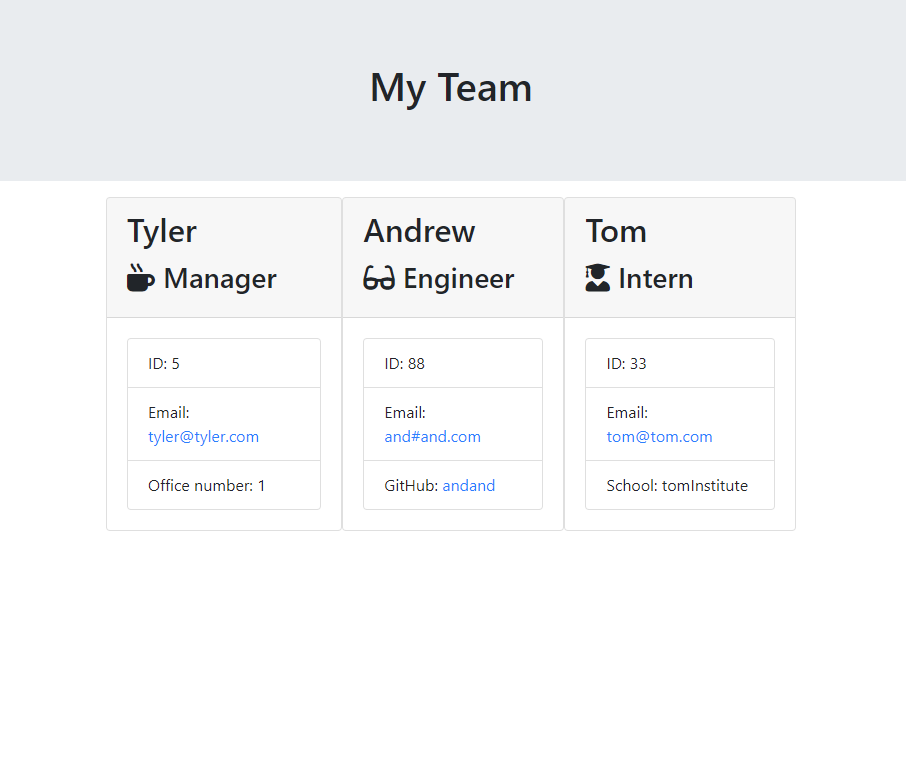 My Team
Tyler
Manager
ID: 5
Email:
tyler@tyler.com
Office number: 1
Andrew
Engineer
ID: 88
Email:
and#and.com
GitHub: andand
Tom
Intern
ID: 33
Email:
tom@tom.com
School: tomInstitute